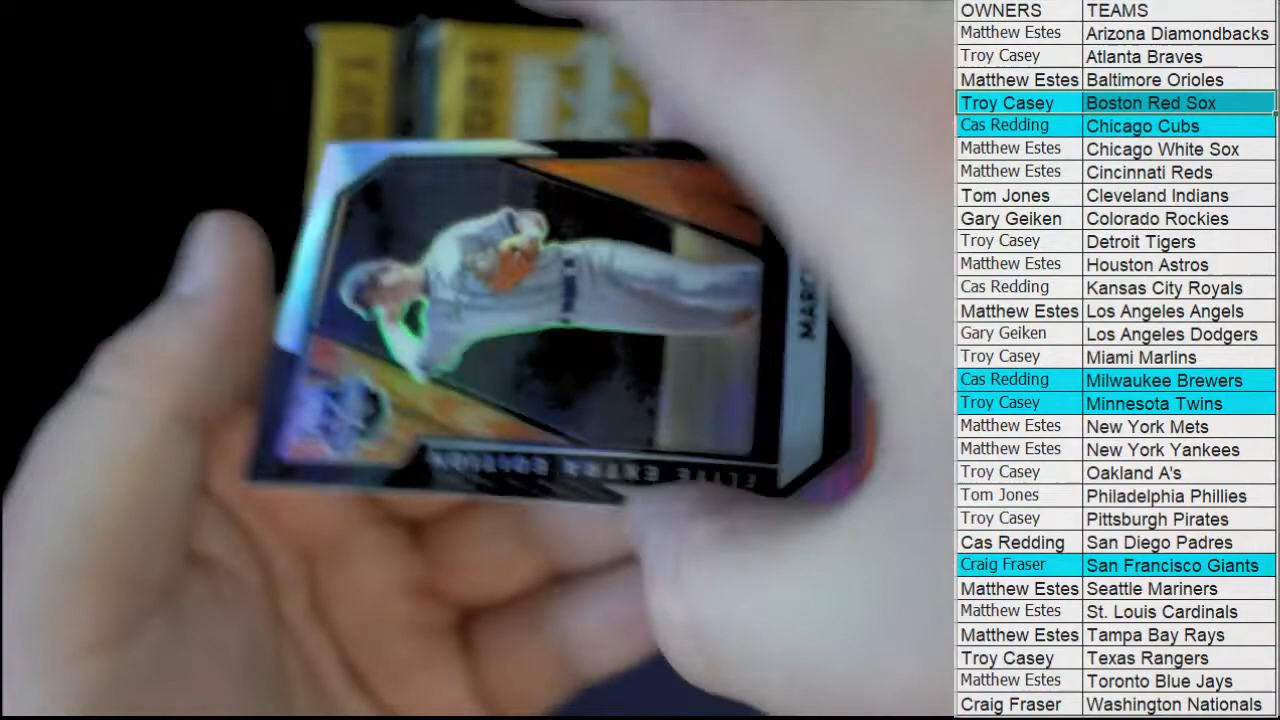 ELITE EXTRA EDITION
MARC
OWNERS TEAMS
Matthew Estes Arizona Diamondbacks
Troy Casey Atlanta Braves
Matthew Estes Baltimore Orioles
Troy Casey Boston Red Sox
Cas Redding Chicago Cubs
Matthew Estes Chicago White Sox
Matthew Estes Cincinnati Reds
Tom Jones Cleveland Indians
Gary Geiken Colorado Rockies
Troy Casey Detroit Tigers
Matthew Estes Houston Astros
Cas Redding Kansas City Royals
Matthew Estes Los Angeles Angels
Gary Geiken Los Angeles Dodgers
Troy Casey Miami Marlins
Cas Redding Milwaukee Brewers
Troy Casey Minnesota Twins
Matthew Estes New York Mets
Matthew Estes New York Yankees
Troy Casey Oakland A's
Tom Jones Philadelphia Phillies
Troy Casey Pittsburgh Pirates
Cas Redding San Diego Padres
Craig Fraser San Francisco Giants
Matthew Estes Seattle Mariners
Matthew Estes St. Louis Cardinals
Matthew Estes Tampa Bay Rays
Troy Casey Texas Rangers
Matthew Estes Toronto Blue Jays
Craig Fraser Washington Nationals